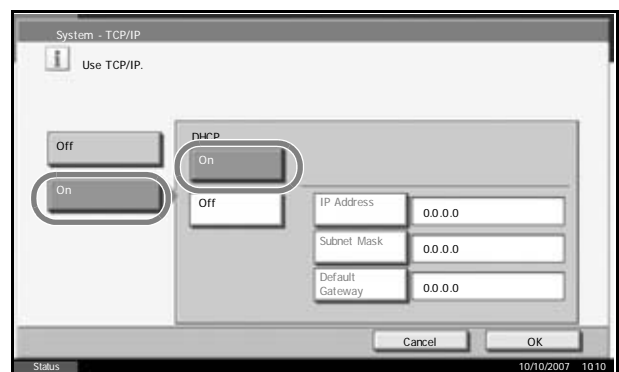 System - TCP/IP
i
Use TCP/IP.
Off
On
DHCP
On
Off
IP Address
0.0.0.0
Subnet Mask
0.0.0.0
Default
Gateway
0.0.0.0
Cancel
OK
Status
10/10/2007 10:10